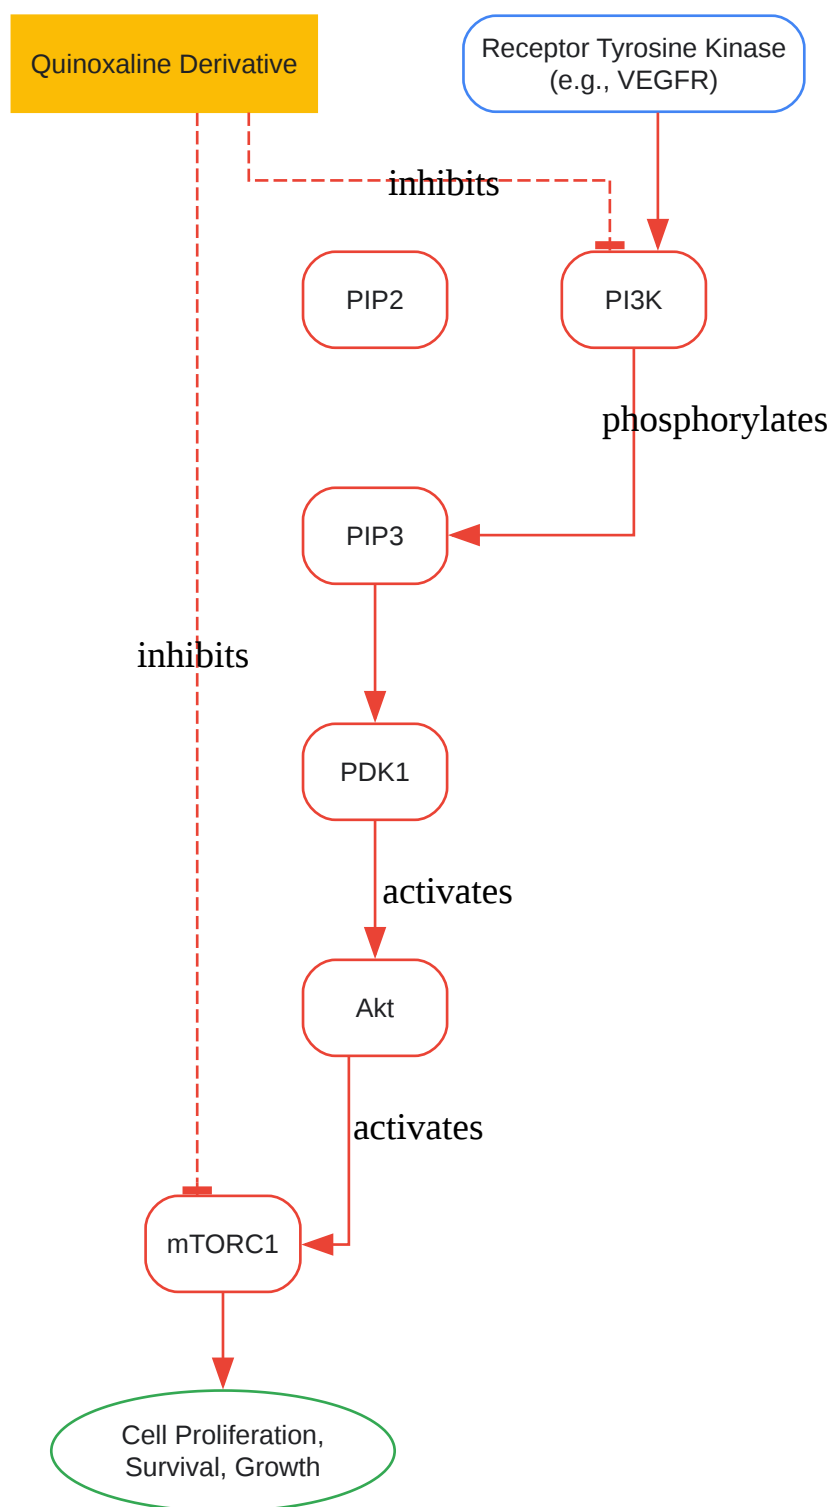 Quinoxaline Derivative
Receptor Tyrosine Kinase
(e.g., VEGFR)
inhibits
PIP2
PI3K
phosphorylates
PIP3
inhibits
PDK1
activates
Akt
activates
mTORC1
Cell Proliferation,
Survival, Growth